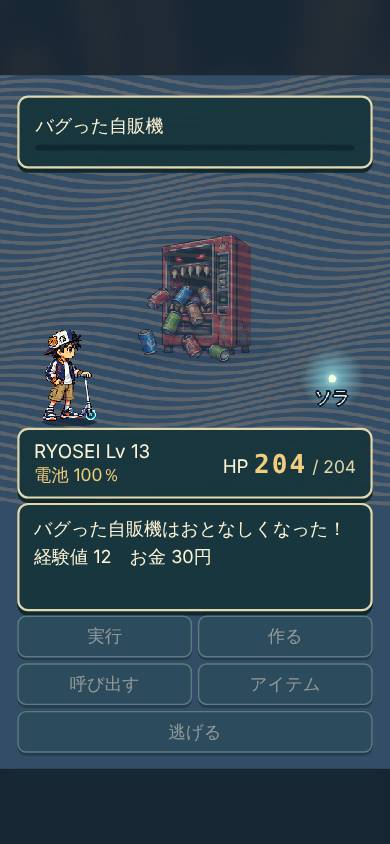 バグった自販機
ソラ
RYOSEI Lv 13
電池 100％
HP 204 / 204
バグった自販機はおとなしくなった！
経験値 12　お金 30円
実行
作る
呼び出す
アイテム
逃げる